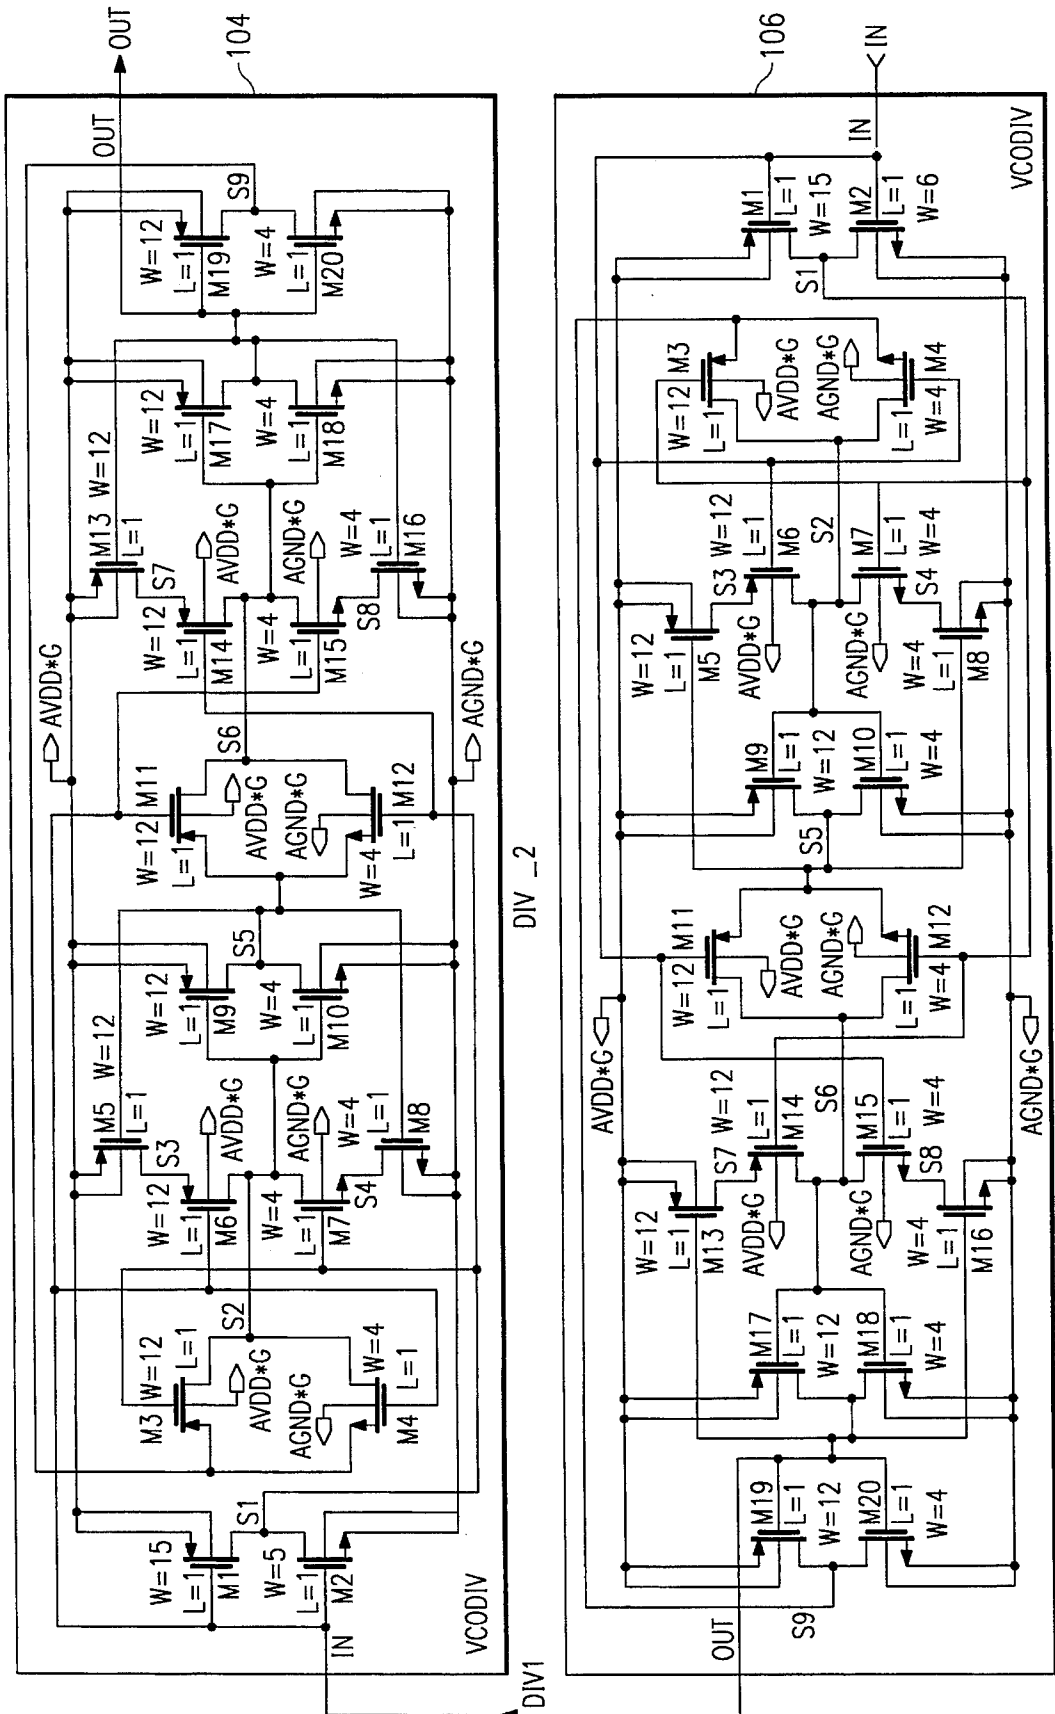 OUT
104
OUT
AVDD*G
S9
W=12
L=1
M19
W=4
L=1
M20
W=12
L=1
M17
W=4
L=1
M18
W=12
M13
L=1
S7
W=12
L=1
M14
AVDD*G
AGND*G
W=4
L=1
M15
S8
W=4
L=1
M16
AGND*G
S6
M11
W=12
L=1
AVDD*G
AGND*G
M12
W=4
L=1
S5
W=12
L=1
M9
W=4
L=1
M10
W=12
M5
L=1
S3
W=12
L=1
M6
AVDD*G
AGND*G
W=4
L=1
M7
S4
W=4
L=1
M8
S2
W=12
L=1
M3
AVDD*G
AGND*G
W=4
L=1
M4
S1
W=15
L=1
M1
W=5
L=1
M2
IN
VCODIV
DIV_2
DIV1
106
IN
IN
VCODIV
M1
L=1
W=15
M2
L=1
W=6
S1
M3
W=12
L=1
AVDD*G
AGND*G
M4
L=1
W=4
S2
W=12
L=1
M6
M7
L=1
W=4
S3
S4
W=12
L=1
M5
AVDD*G
AGND*G
W=4
L=1
M8
M9
L=1
W=12
M10
L=1
W=4
S5
M11
W=12
L=1
AVDD*G
AGND*G
M12
L=1
W=4
AVDD*G
AGND*G
S6
W=12
L=1
M14
M15
L=1
W=4
S7
S8
W=12
L=1
M13
AVDD*G
AGND*G
W=4
L=1
M16
M17
L=1
W=12
M18
L=1
W=4
M19
L=1
W=12
M20
L=1
W=4
OUT
S9